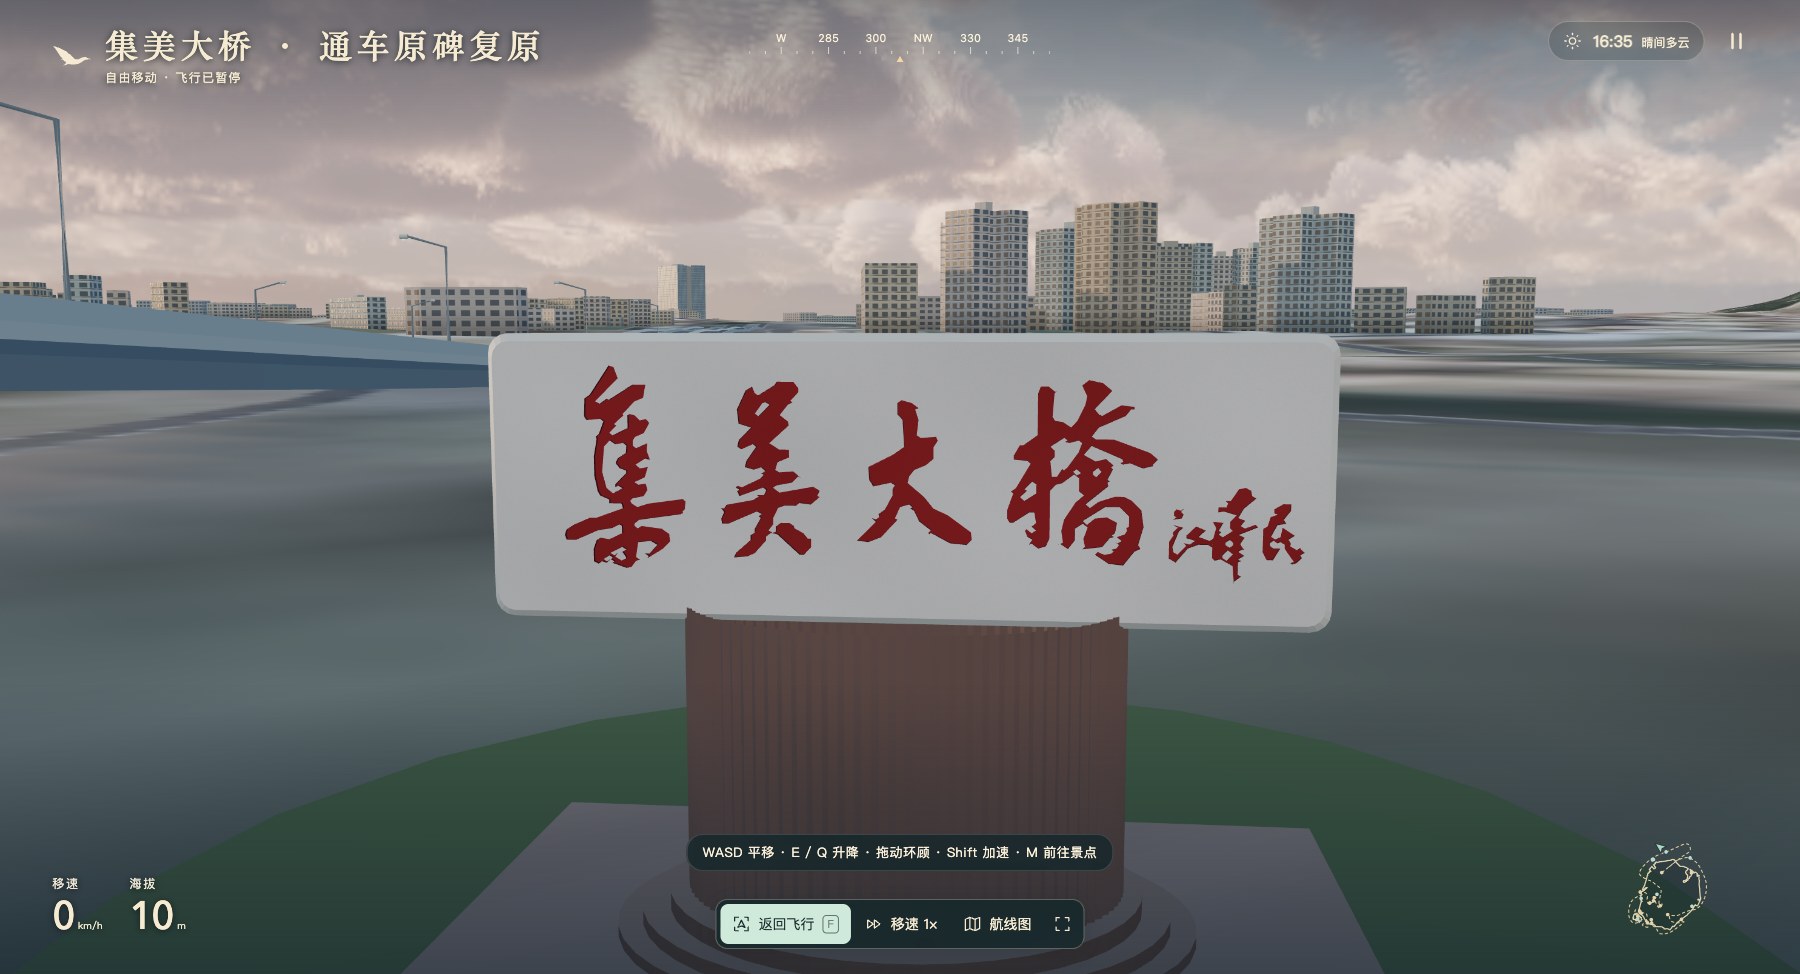 集美大桥 · 通车原碑复原
自由移动 · 飞行已暂停
W 285 300 NW 330 345
16:35 晴间多云
集美大橋
江泽民
WASD 平移 · E / Q 升降 · 拖动环顾 · Shift 加速 · M 前往景点
移速 海拔
0 km/h 10 m
返回飞行 F 移速 1x 航线图